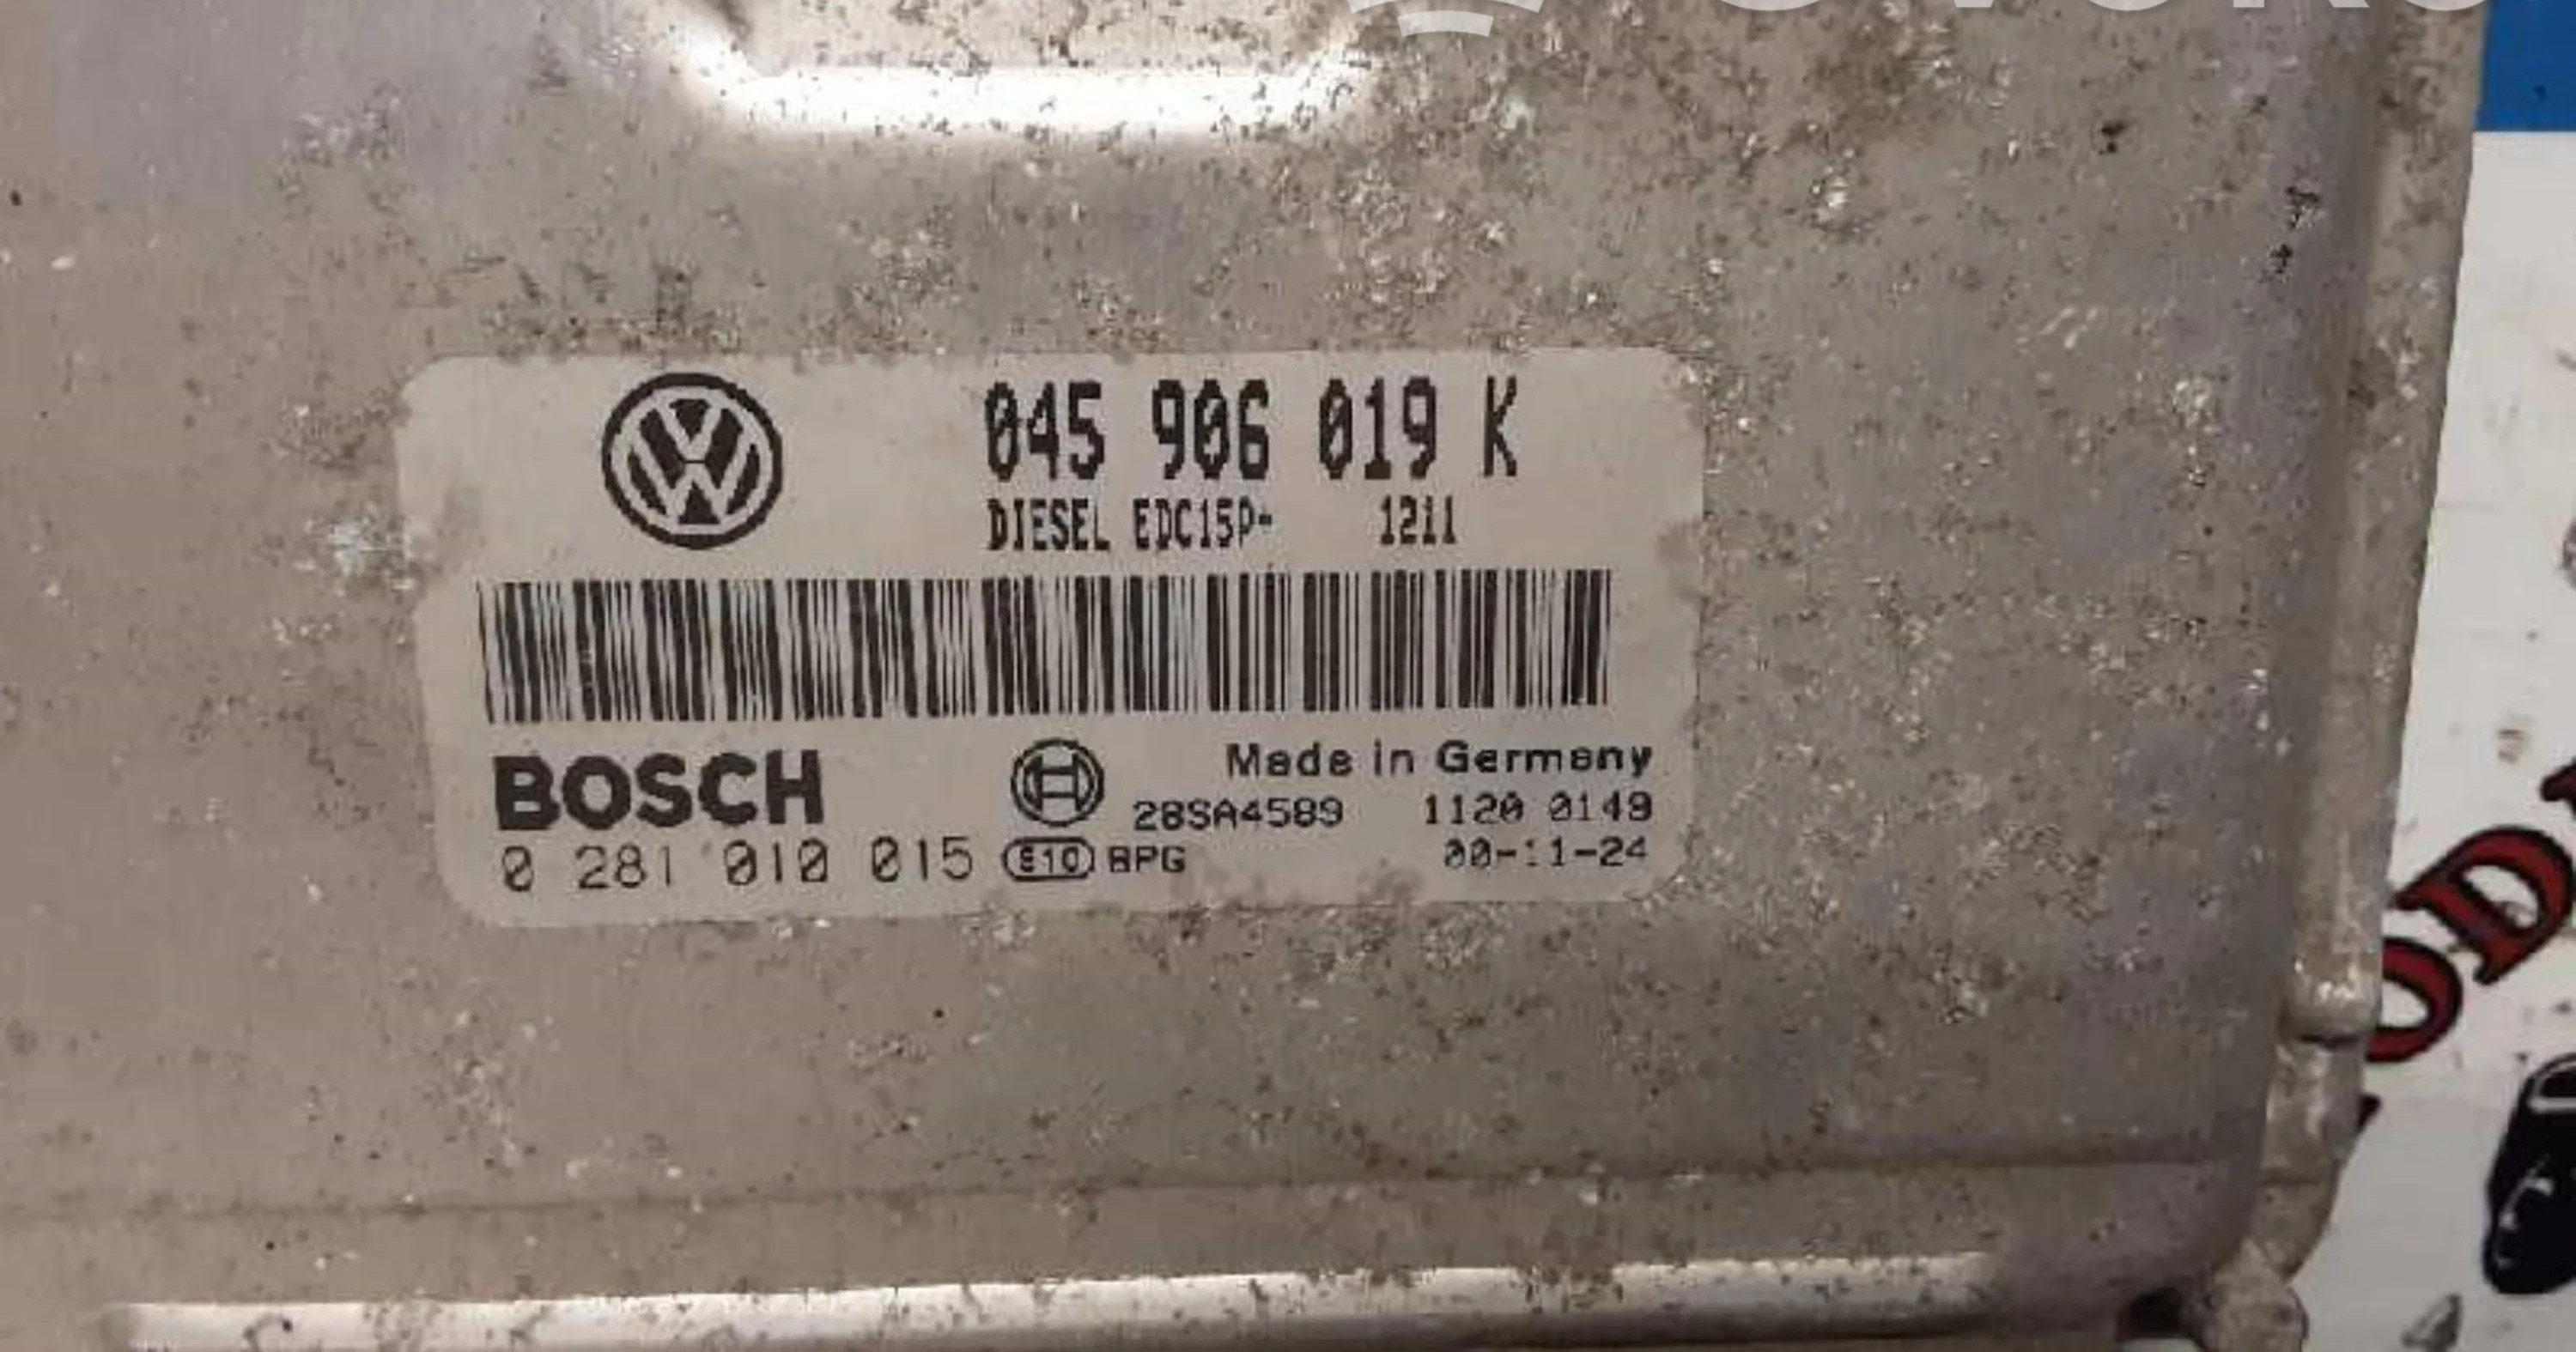 045 906 019 K
DIESEL EDC15P- 1211
BOSCH
Made in Germany
28SA4589 1120 0149
0 281 010 015 E10 BPG 00-11-24